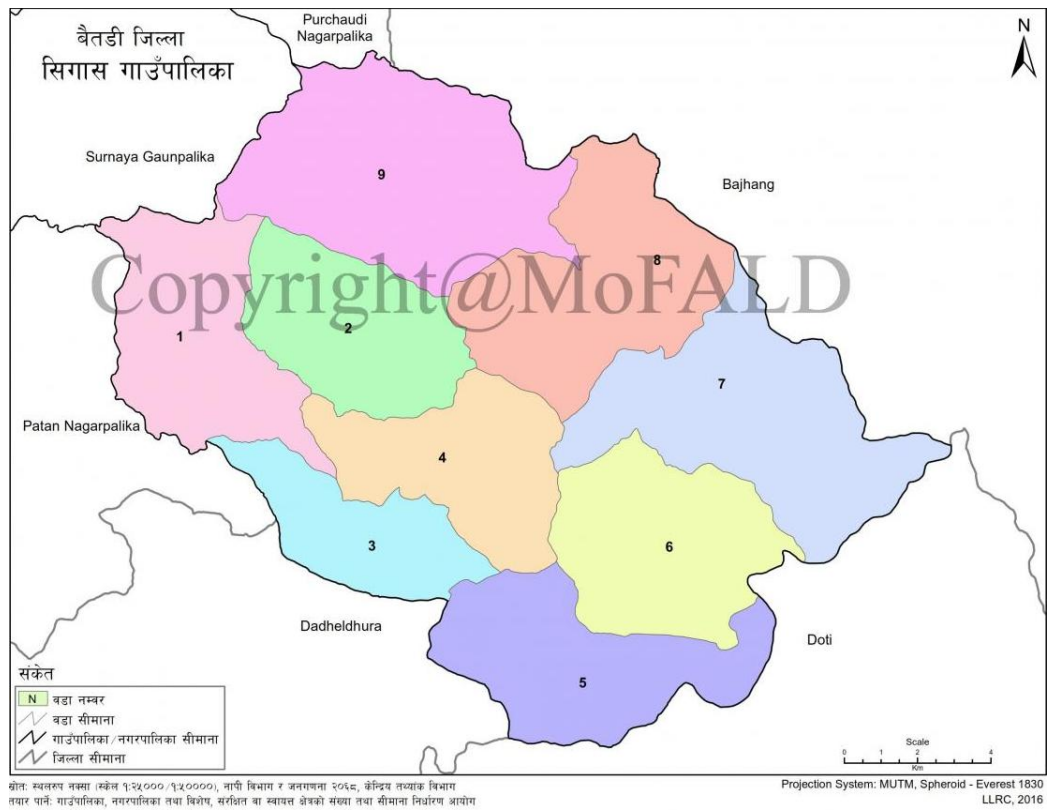 बैतडी जिल्ला
सिगास गाउँपालिका
Purchaudi
Nagarpalika
N
Surnaya Gaunpalika
Bajhang
9
8
Copyright@MoFALD
1
2
7
Patan Nagarpalika
4
3
6
Dadheldhura
Doti
5
संकेत
N वडा नम्बर
वडा सीमाना
गाउँपालिका/नगरपालिका सीमाना
जिल्ला सीमाना
Scale
0 1 2 4
Km
स्रोत: स्थलरुप नक्सा (स्केल १:२५०००/१:५००००), नापी विभाग र जनगणना २०६८, केन्द्रिय तथ्यांक विभाग
तयार पार्ने: गाउँपालिका, नगरपालिका तथा विशेष, संरक्षित वा स्वायत्त क्षेत्रको संख्या तथा सीमाना निर्धारण आयोग
Projection System: MUTM, Spheroid - Everest 1830
LLRC, 2016